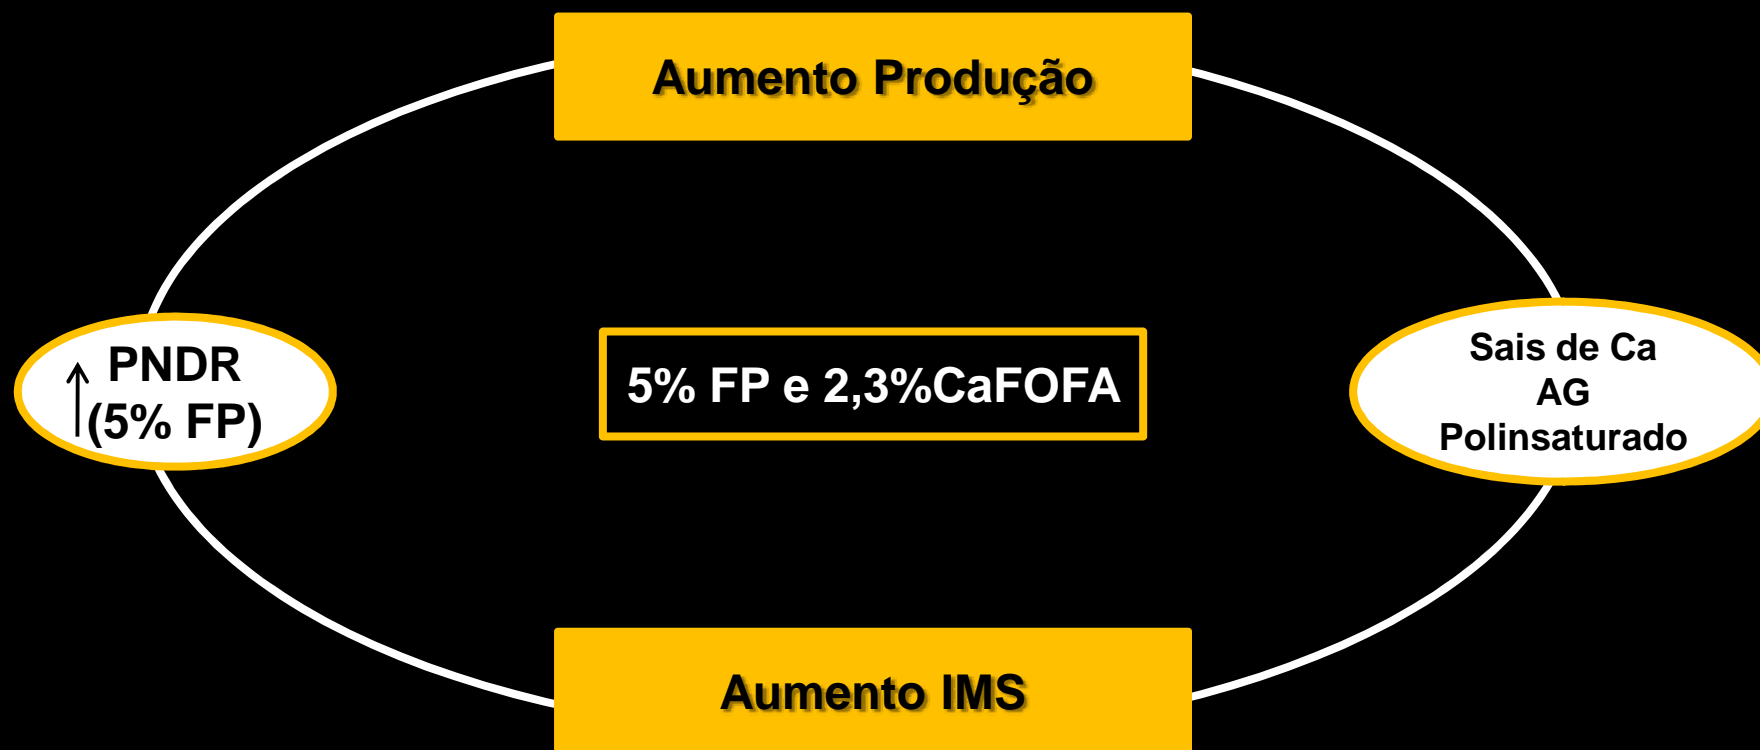 Aumento Produção
↑ PNDR
(5% FP)
5% FP e 2,3%CaFOFA
Sais de Ca
AG
Polinsaturado
Aumento IMS